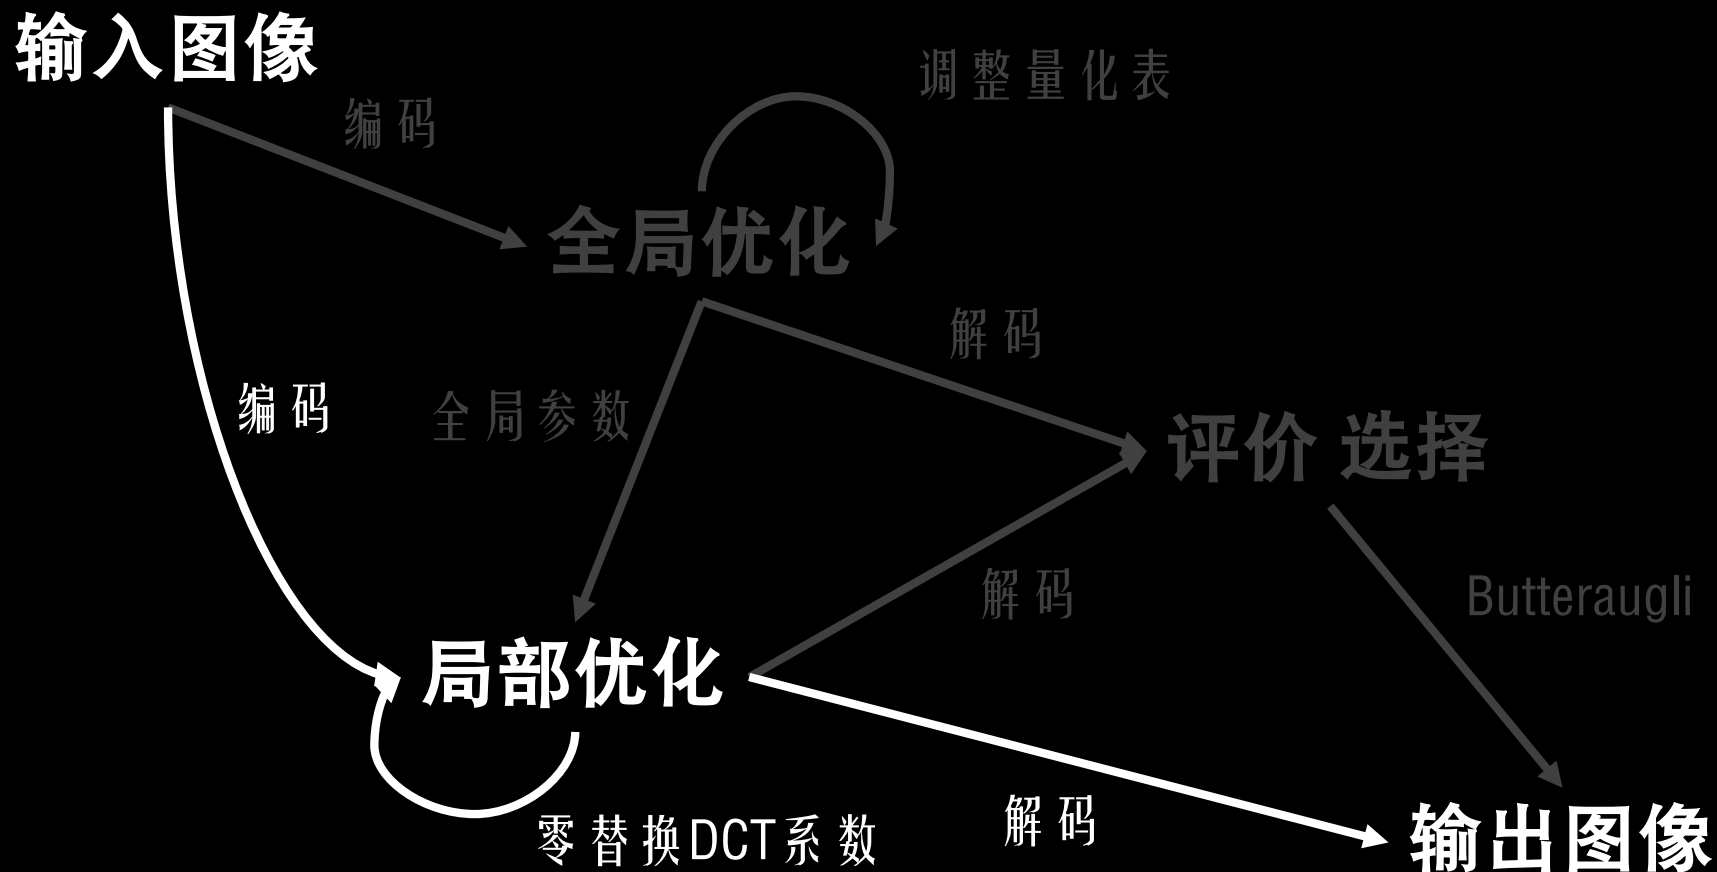 输入图像
调整量化表
编码
全局优化
解码
编码
全局参数
评价 选择
解码
Butteraugli
局部优化
解码
零替换DCT系数
输出图像